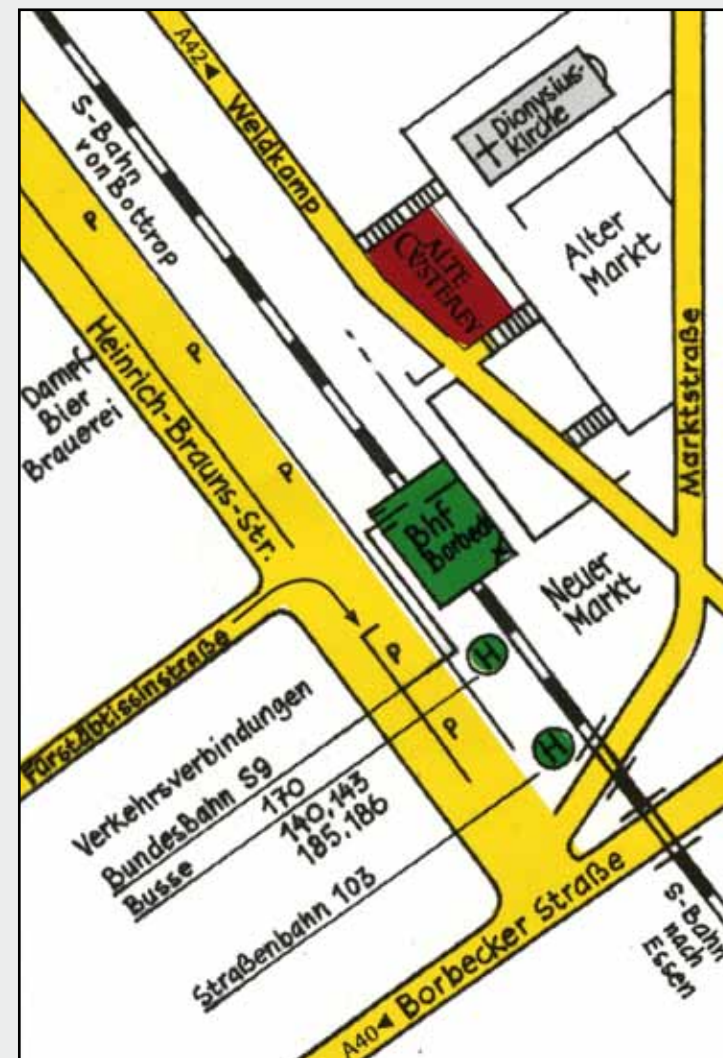 A42◄
Weidkamp
S-Bahn
von Bottrop
†Dionysius-
kirche
ALTE
CVSTEREY
Alter
Markt
Marktstraße
P
P
P
Heinrich-Brauns-Str.
Dampf
Bier
Brauerei
Bhf
Borbeck
Neuer
Markt
Fürstäbtissinstraße
P
P
H
H
Verkehrsverbindungen
Bundesbahn S9
Busse 170
140,143
185,186
Straßenbahn 103
A40◄ Borbecker Straße
S-Bahn
nach
Essen